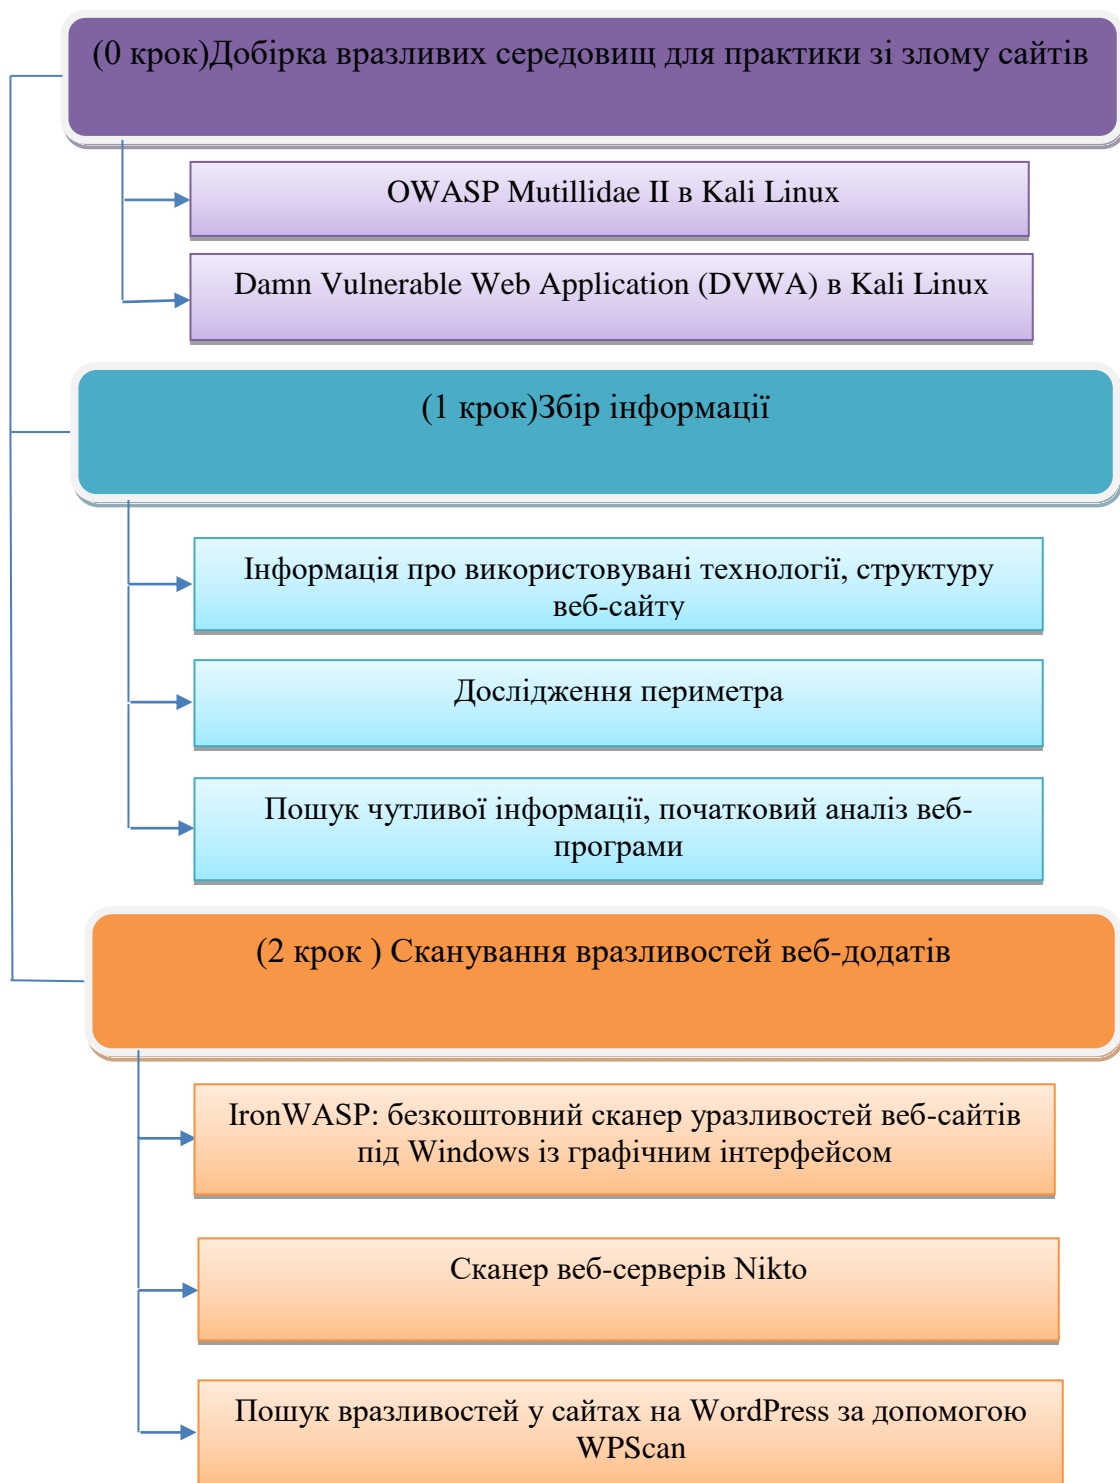 (0 крок)Добірка вразливих середовищ для практики зі злому сайтів
OWASP Mutillidae II в Kali Linux
Damn Vulnerable Web Application (DVWA) в Kali Linux
(1 крок)Збір інформації
Інформація про використовувані технології, структуру
веб-сайту
Дослідження периметра
Пошук чутливої інформації, початковий аналіз веб-
програми
(2 крок ) Сканування вразливостей веб-додатів
IronWASP: безкоштовний сканер уразливостей веб-сайтів
під Windows із графічним інтерфейсом
Сканер веб-серверів Nikto
Пошук вразливостей у сайтах на WordPress за допомогою
WPScan